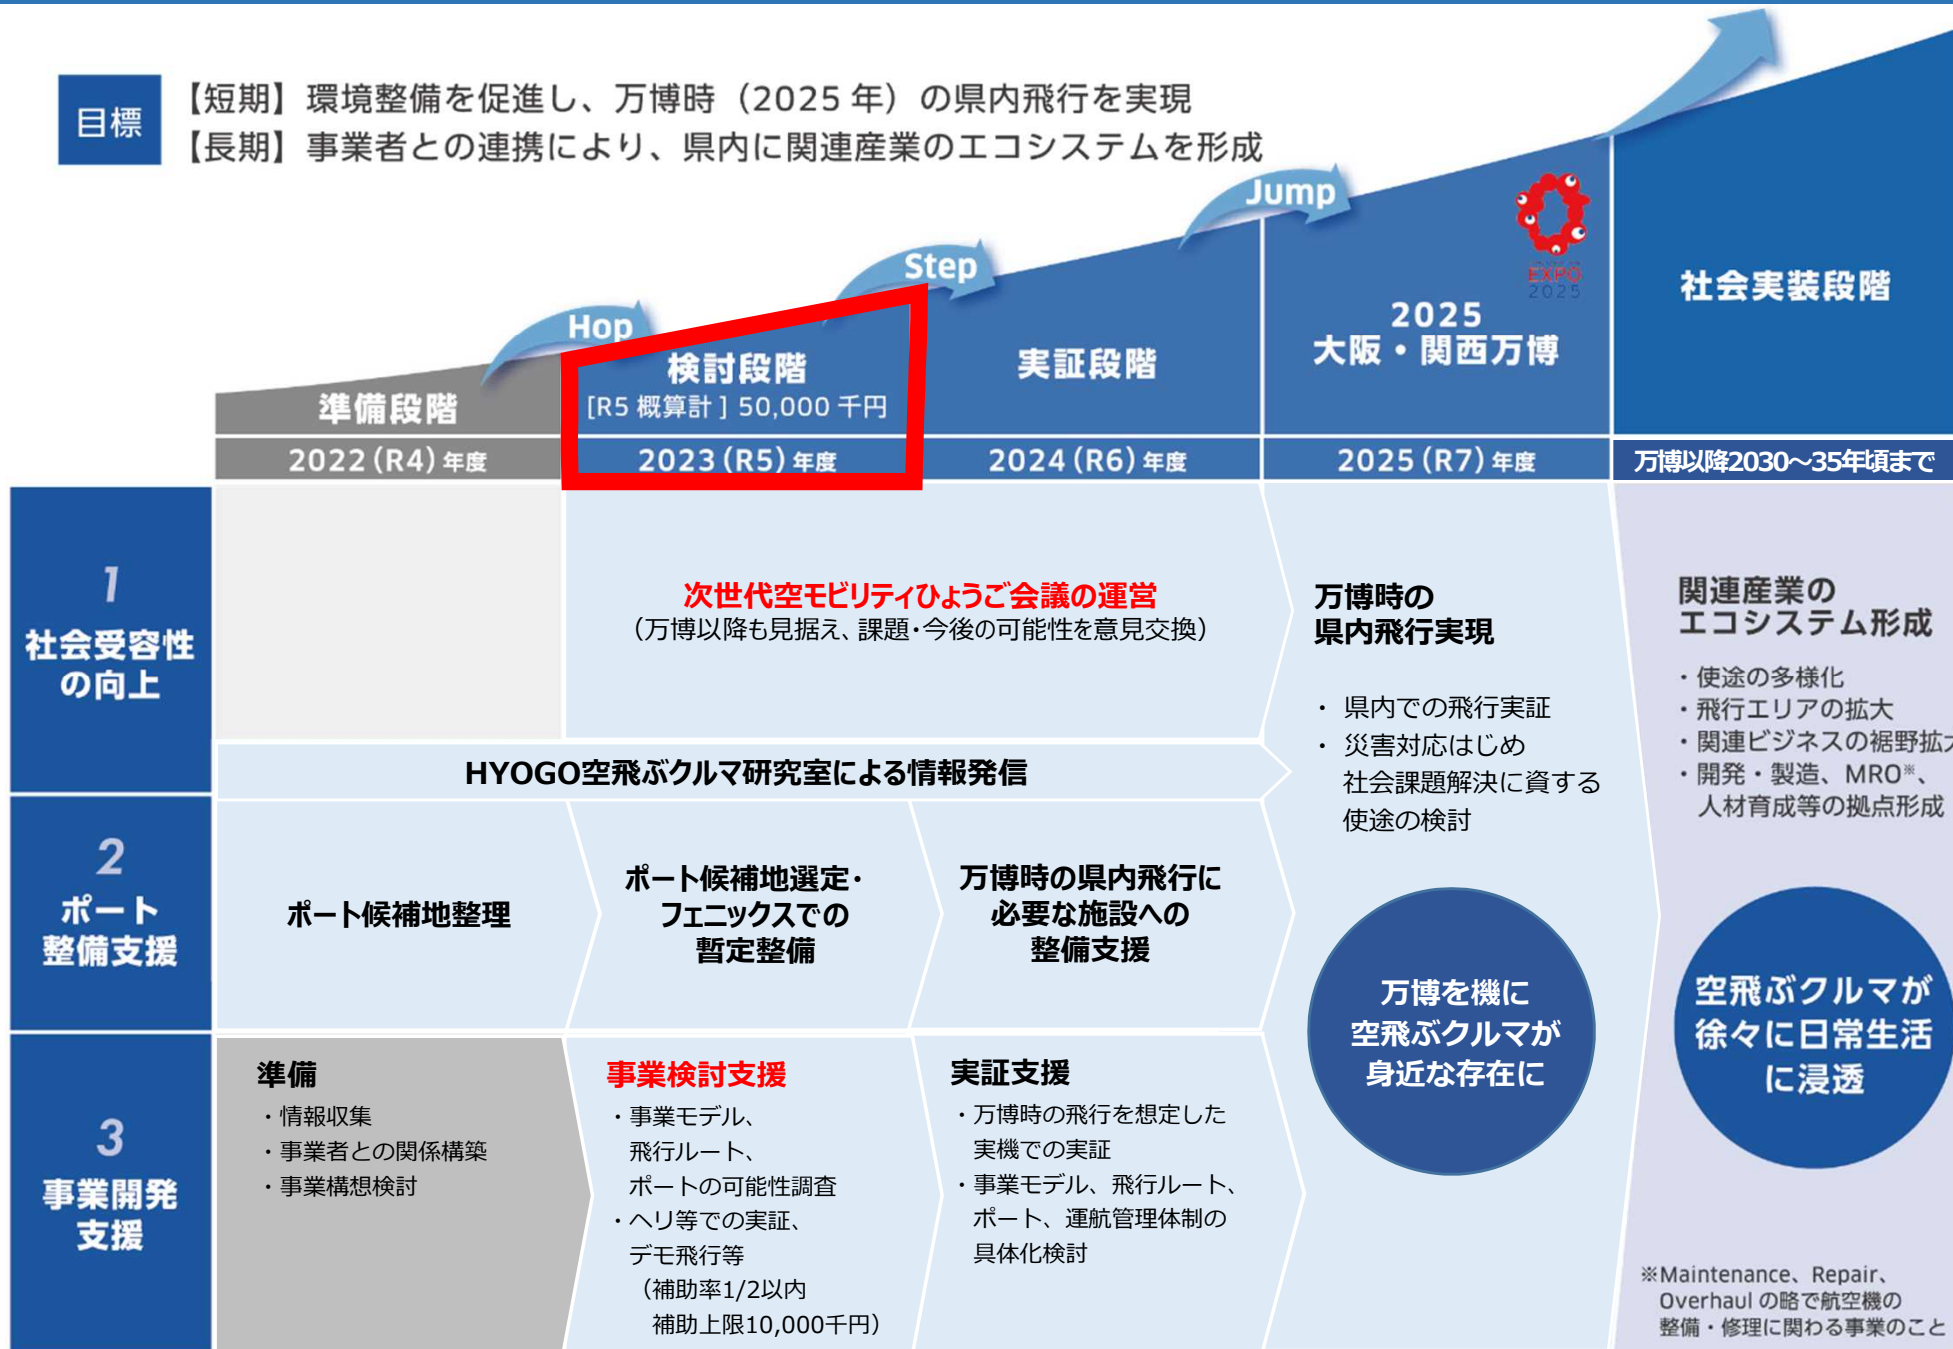 目標
【短期】環境整備を促進し、万博時（2025年）の県内飛行を実現
【長期】事業者との連携により、県内に関連産業のエコシステムを形成
Hop
Step
Jump
準備段階
検討段階
[R5 概算計] 50,000 千円
実証段階
EXPO
2025
2025
大阪・関西万博
社会実装段階
2022(R4)年度
2023(R5)年度
2024(R6)年度
2025(R7)年度
万博以降2030～35年頃まで
1
社会受容性
の向上
次世代空モビリティひょうご会議の運営
（万博以降も見据え、課題・今後の可能性を意見交換）
HYOGO空飛ぶクルマ研究室による情報発信
万博時の
県内飛行実現
・ 県内での飛行実証
・ 災害対応はじめ
社会課題解決に資する
使途の検討
関連産業の
エコシステム形成
・使途の多様化
・飛行エリアの拡大
・関連ビジネスの裾野拡大
・開発・製造、MRO※、
人材育成等の拠点形成
2
ポート
整備支援
ポート候補地整理
ポート候補地選定・
フェニックスでの
暫定整備
万博時の県内飛行に
必要な施設への
整備支援
万博を機に
空飛ぶクルマが
身近な存在に
空飛ぶクルマが
徐々に日常生活
に浸透
3
事業開発
支援
準備
・情報収集
・事業者との関係構築
・事業構想検討
事業検討支援
・事業モデル、
飛行ルート、
ポートの可能性調査
・ヘリ等での実証、
デモ飛行等
（補助率1/2以内
補助上限10,000千円）
実証支援
・万博時の飛行を想定した
実機での実証
・事業モデル、飛行ルート、
ポート、運航管理体制の
具体化検討
※Maintenance、Repair、
Overhaul の略で航空機の
整備・修理に関わる事業のこと